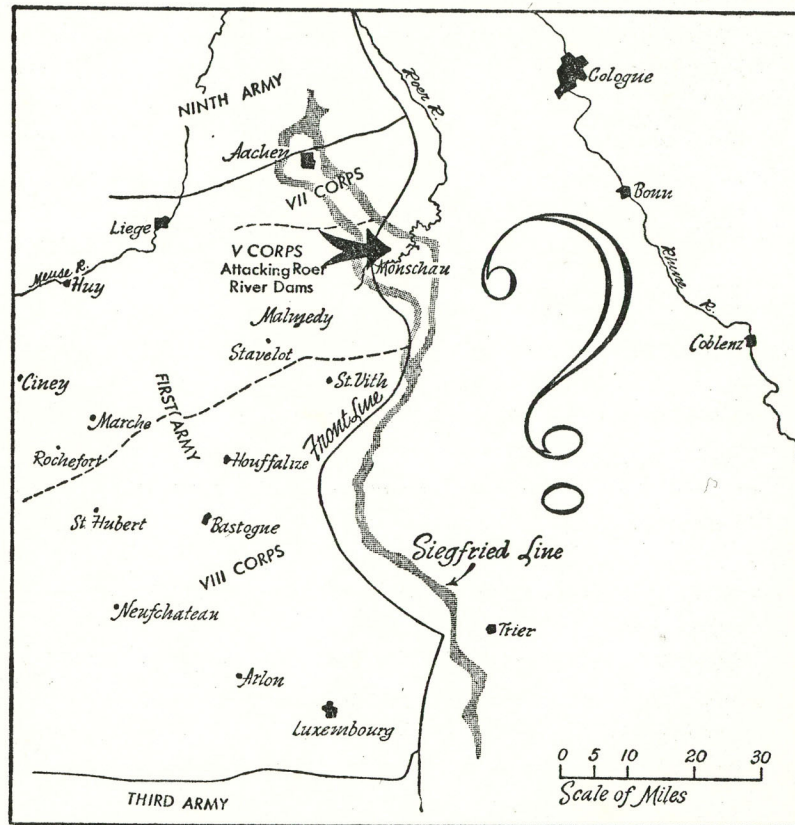 NINTH ARMY
Roer R.
Cologne
Aachen
VII CORPS
Bonn
Liege
V CORPS
Attacking Roer
River Dams
Monschau
Meuse R.
Huy
Rhine R.
Malmedy
Stavelot
Coblenz
Ciney
St. Vith
FIRST ARMY
Marche
Front Line
Rochefort
Houffalize
St. Hubert
Bastogne
?
VIII CORPS
Siegfried Line
Neufchateau
Trier
Arlon
Luxembourg
0 5 10 20 30
Scale of Miles
THIRD ARMY